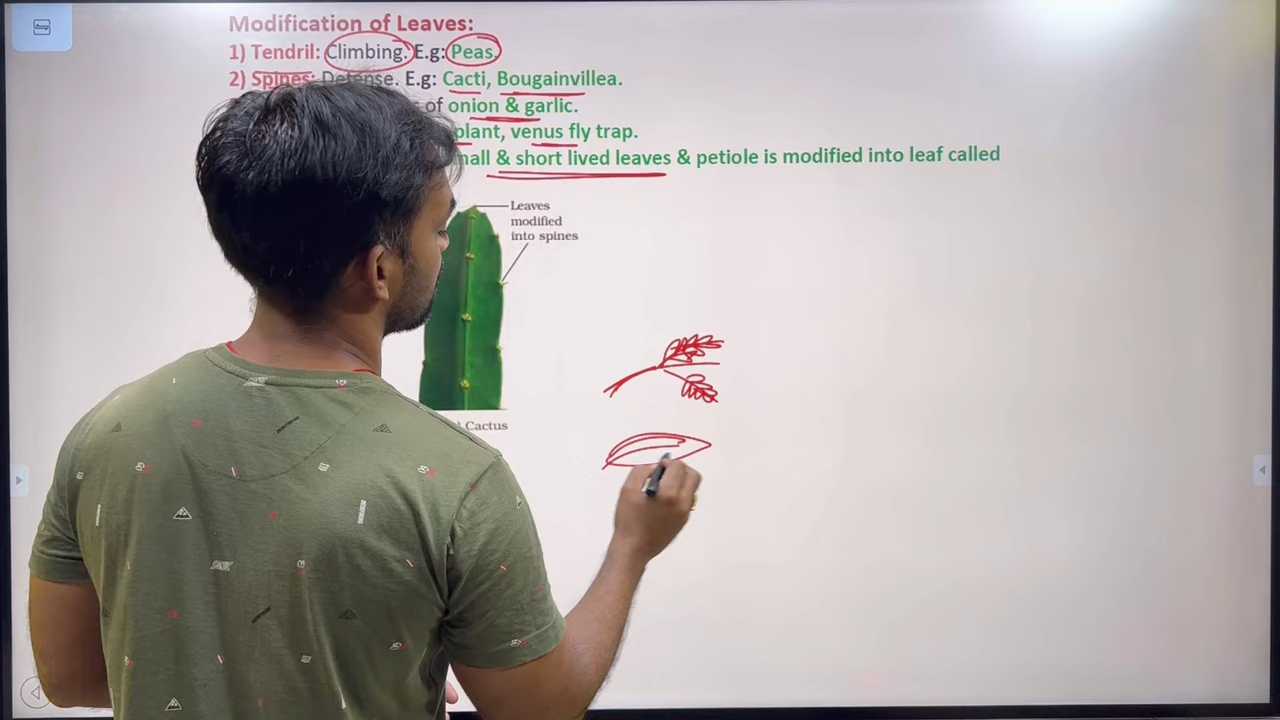 Modification of Leaves:
1) Tendril: Climbing. E.g: Peas.
2) Spines: Defense. E.g: Cacti, Bougainvillea.
of onion & garlic.
plant, venus fly trap.
& short lived leaves & petiole is modified into leaf called
Leaves
modified
into spines
Cactus